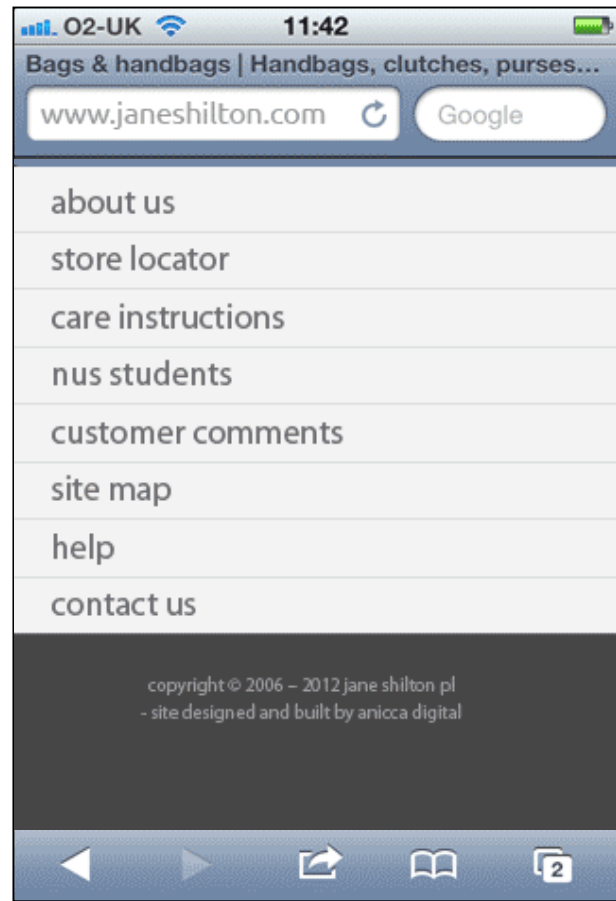 O2-UK 11:42
Bags & handbags | Handbags, clutches, purses...
www.janeshilton.com Google
about us
store locator
care instructions
nus students
customer comments
site map
help
contact us
copyright © 2006 – 2012 jane shilton pl
- site designed and built by anicca digital
2